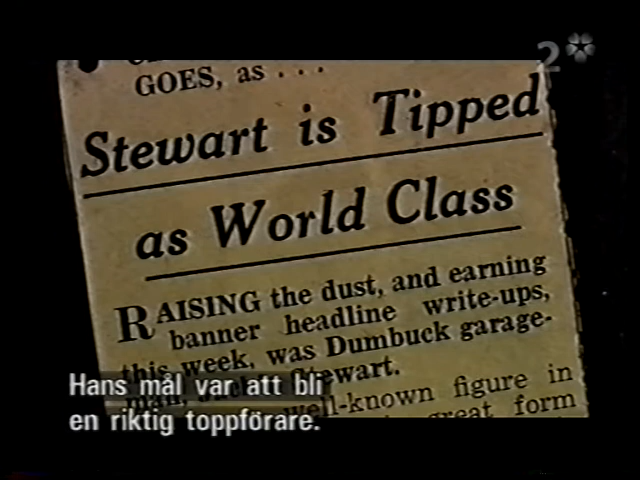 2
GOES, as . . .
Stewart is Tipped
as World Class
RAISING the dust, and earning
banner headline write-ups,
this week, was Dumbuck garage-
man, Stewart.
well-known figure in
great form
Hans mål var att bli
en riktig toppförare.